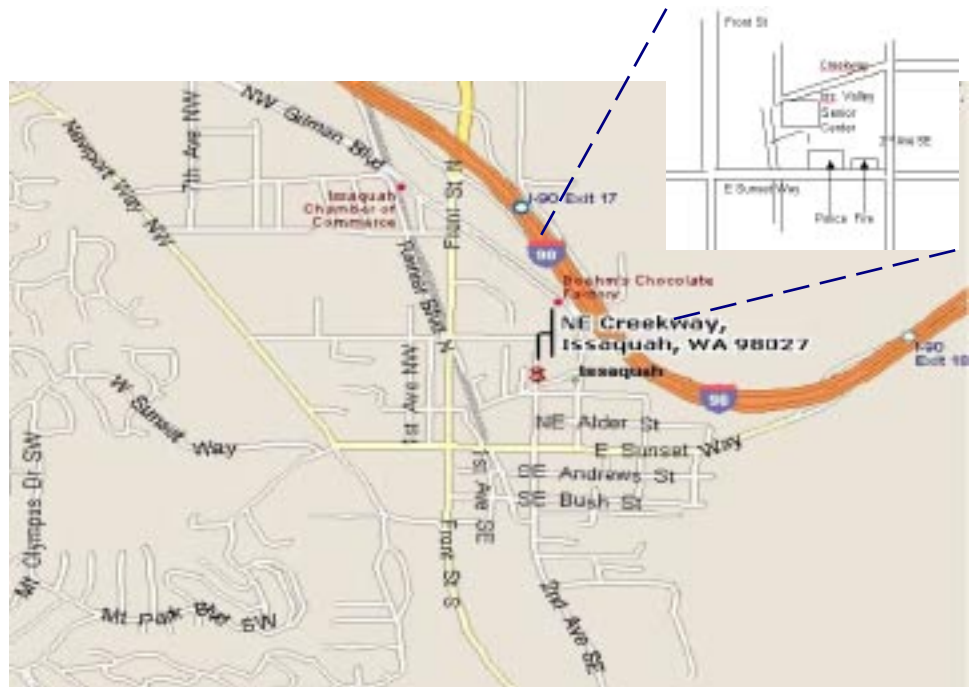 Front St
Creekway
Iss. Valley
Senior
Center
2nd Ave SE
E Sunset Way
Police Fire
NW Gilman Blvd
7th Ave NW
Newport Way NW
Issaquah
Chamber of
Commerce
Front St N
I-90 Exit 17
90
Boehm's Chocolate
Factory
NE Creekway,
Issaquah, WA 98027
Issaquah
I-90
Exit 18
90
Rainier Blvd N
1st Ave NW
W Sunset Way
NE Alder St
E Sunset Way
SE Andrews St
SE Bush St
1st Ave SE
Front St S
2nd Ave SE
Mt Olympus Dr SW
Mt Park Blvd SW